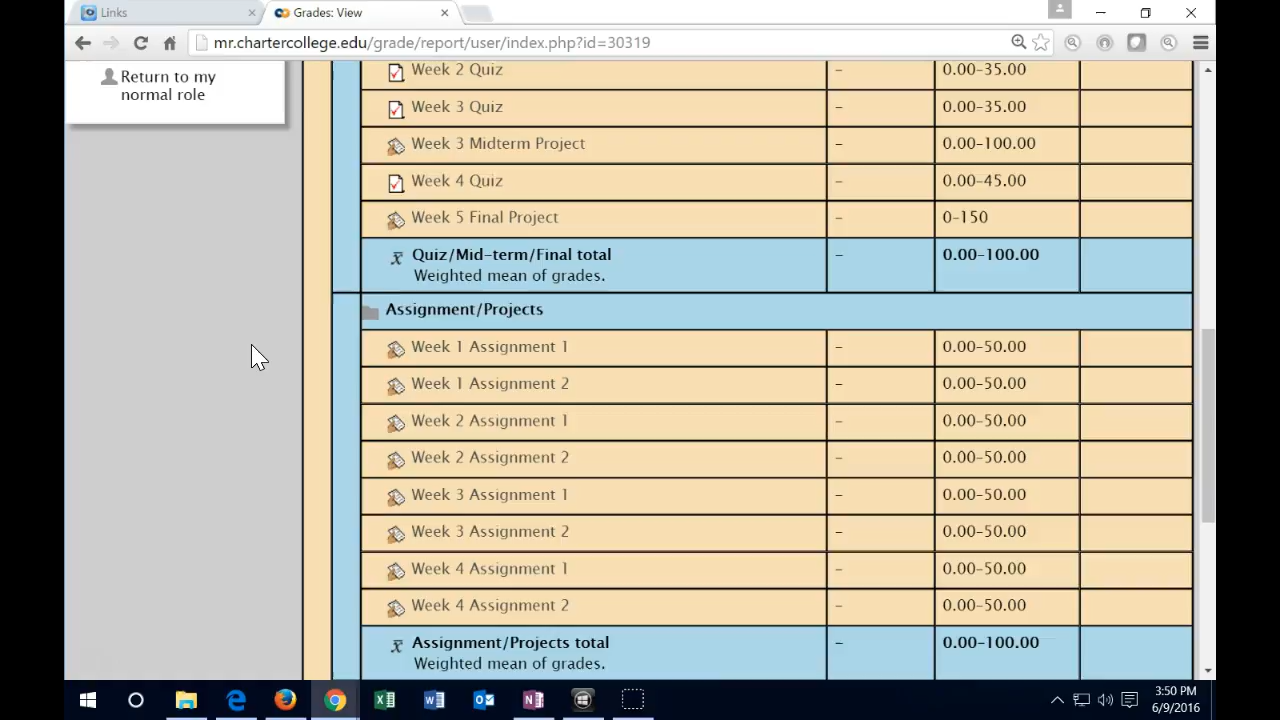 Links
Grades: View
mr.chartercollege.edu/grade/report/user/index.php?id=30319
Return to my
normal role
Week 2 Quiz – 0.00–35.00
Week 3 Quiz – 0.00–35.00
Week 3 Midterm Project – 0.00–100.00
Week 4 Quiz – 0.00–45.00
Week 5 Final Project – 0–150
x̄ Quiz/Mid–term/Final total – 0.00–100.00
Weighted mean of grades.
Assignment/Projects
Week 1 Assignment 1 – 0.00–50.00
Week 1 Assignment 2 – 0.00–50.00
Week 2 Assignment 1 – 0.00–50.00
Week 2 Assignment 2 – 0.00–50.00
Week 3 Assignment 1 – 0.00–50.00
Week 3 Assignment 2 – 0.00–50.00
Week 4 Assignment 1 – 0.00–50.00
Week 4 Assignment 2 – 0.00–50.00
x̄ Assignment/Projects total – 0.00–100.00
Weighted mean of grades.
3:50 PM
6/9/2016